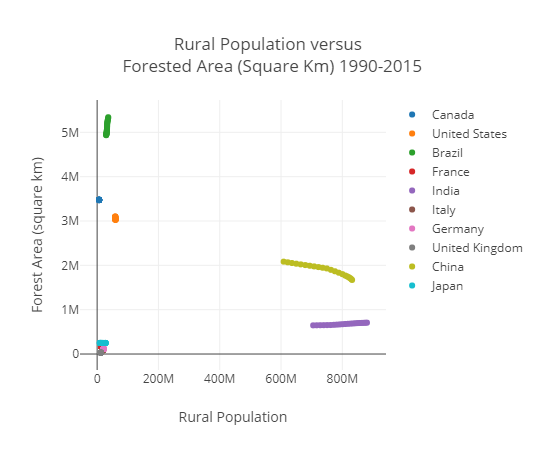 Rural Population versus
Forested Area (Square Km) 1990-2015
Canada
United States
Brazil
France
India
Italy
Germany
United Kingdom
China
Japan
Forest Area (square km)
5M
4M
3M
2M
1M
0
0
200M
400M
600M
800M
Rural Population